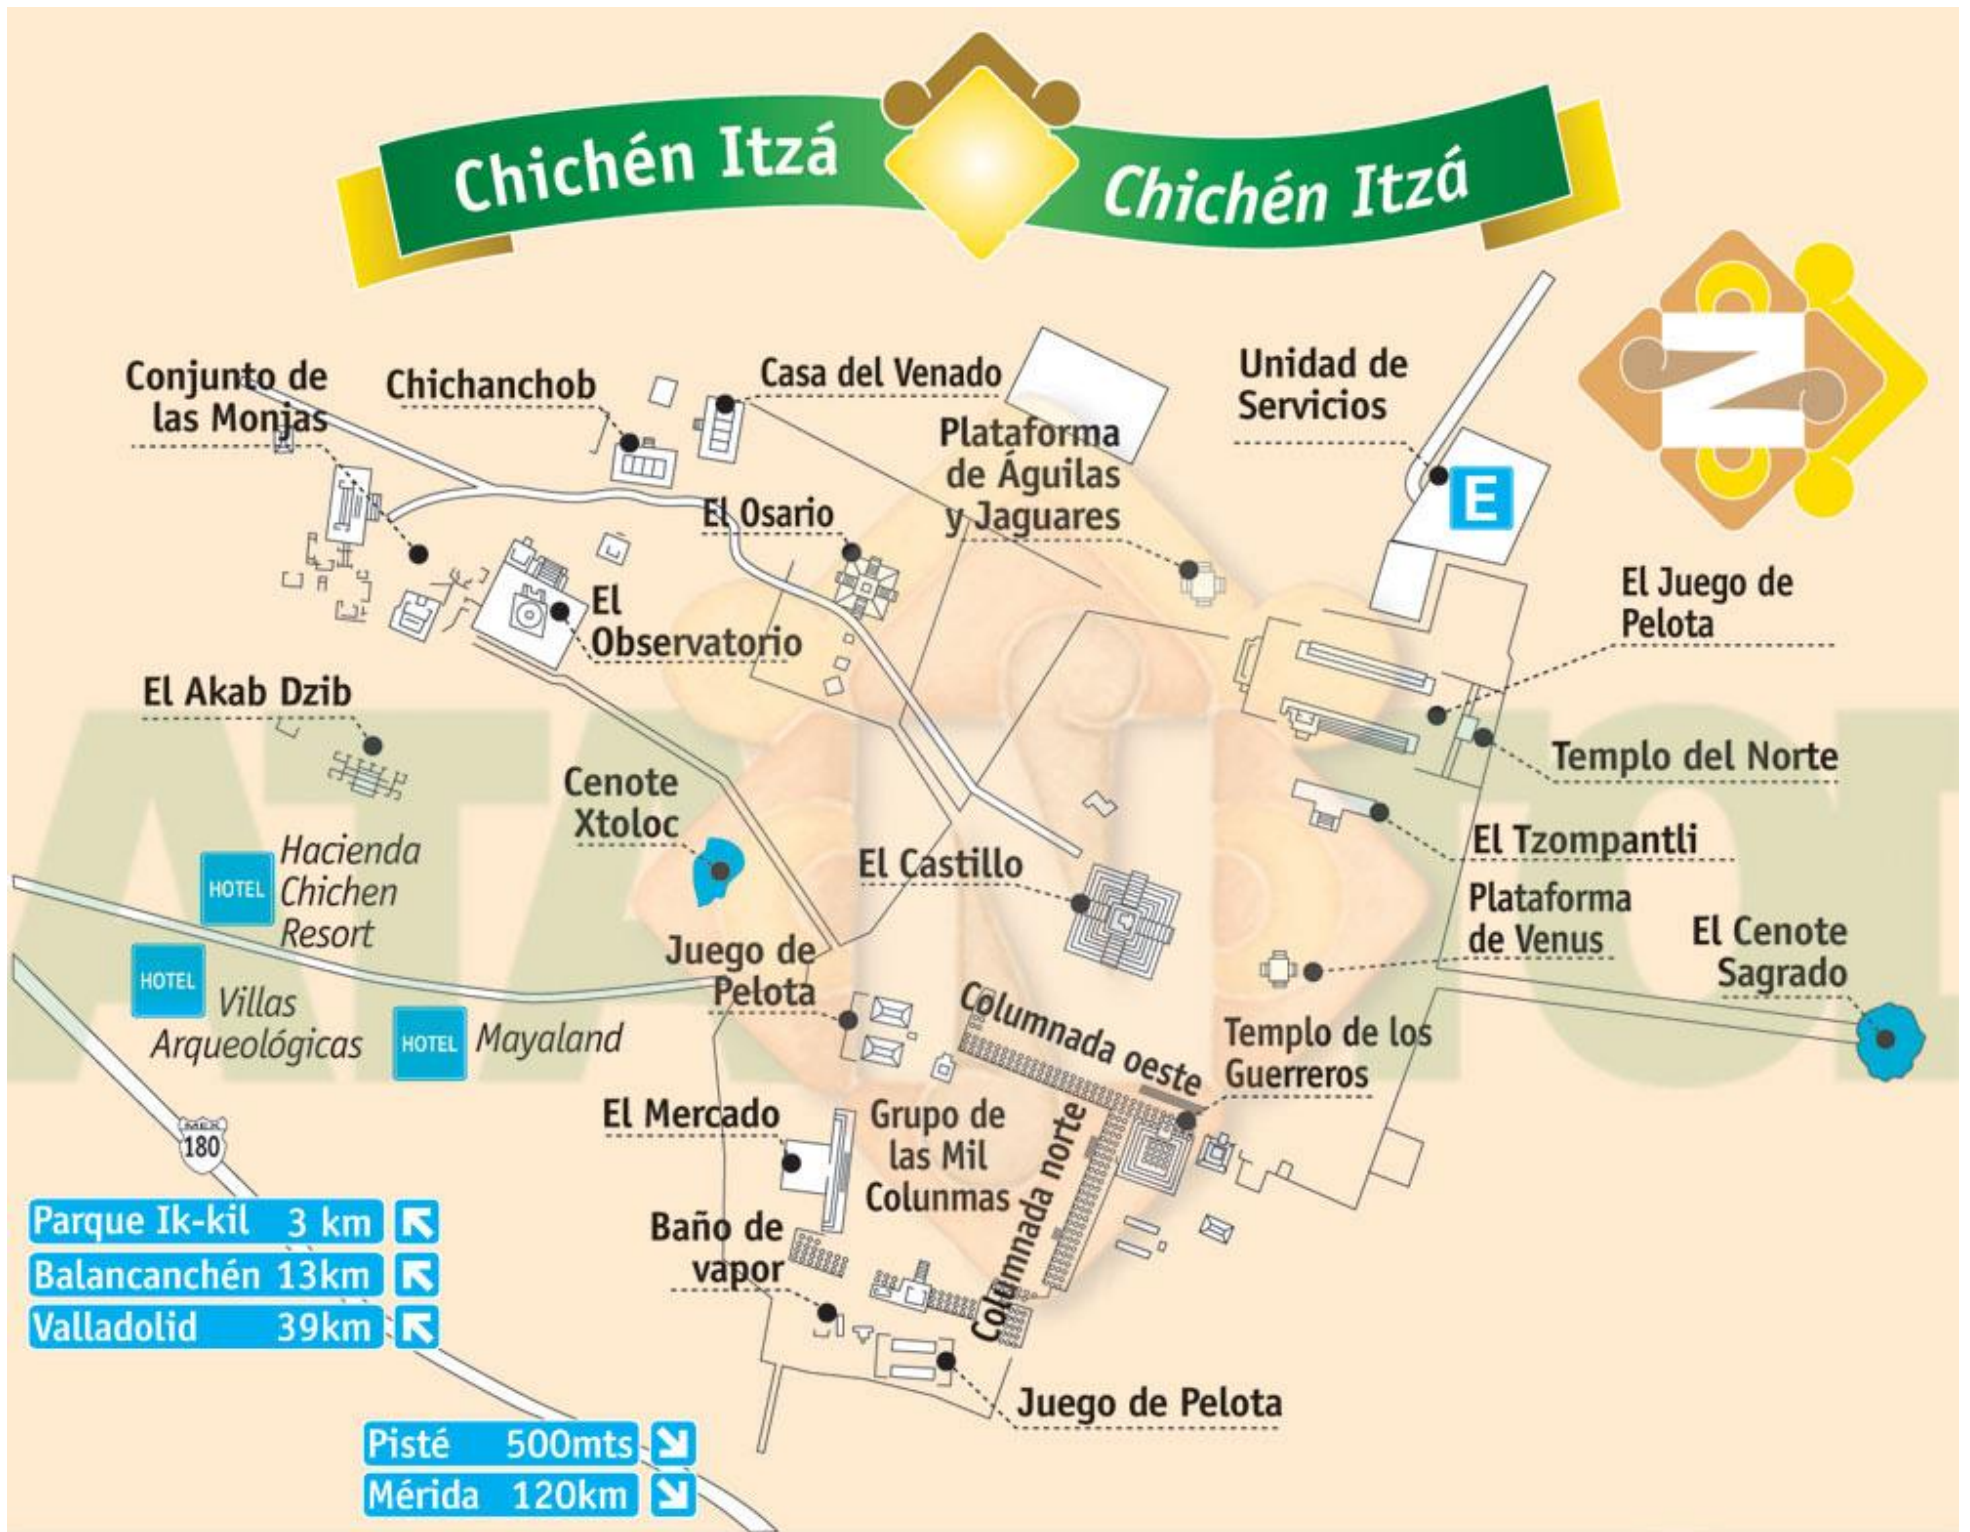 Chichén Itzá
Chichén Itzá
N
Conjunto de
las Monjas
Chichanchob
Casa del Venado
Plataforma
de Águilas
y Jaguares
Unidad de
Servicios
E
El Osario
El
Observatorio
El Juego de
Pelota
El Akab Dzib
Templo del Norte
Cenote
Xtoloc
El Tzompantli
El Castillo
Plataforma
de Venus
El Cenote
Sagrado
HOTEL
Hacienda
Chichen
Resort
HOTEL
Villas
Arqueológicas
HOTEL
Mayaland
Juego de
Pelota
Columnada oeste
Templo de los
Guerreros
El Mercado
Grupo de
las Mil
Colunmas
Columnada norte
Baño de
vapor
MEX
180
Parque Ik-kil 3 km
Balancanchén 13km
Valladolid 39km
Juego de Pelota
Pisté 500mts
Mérida 120km